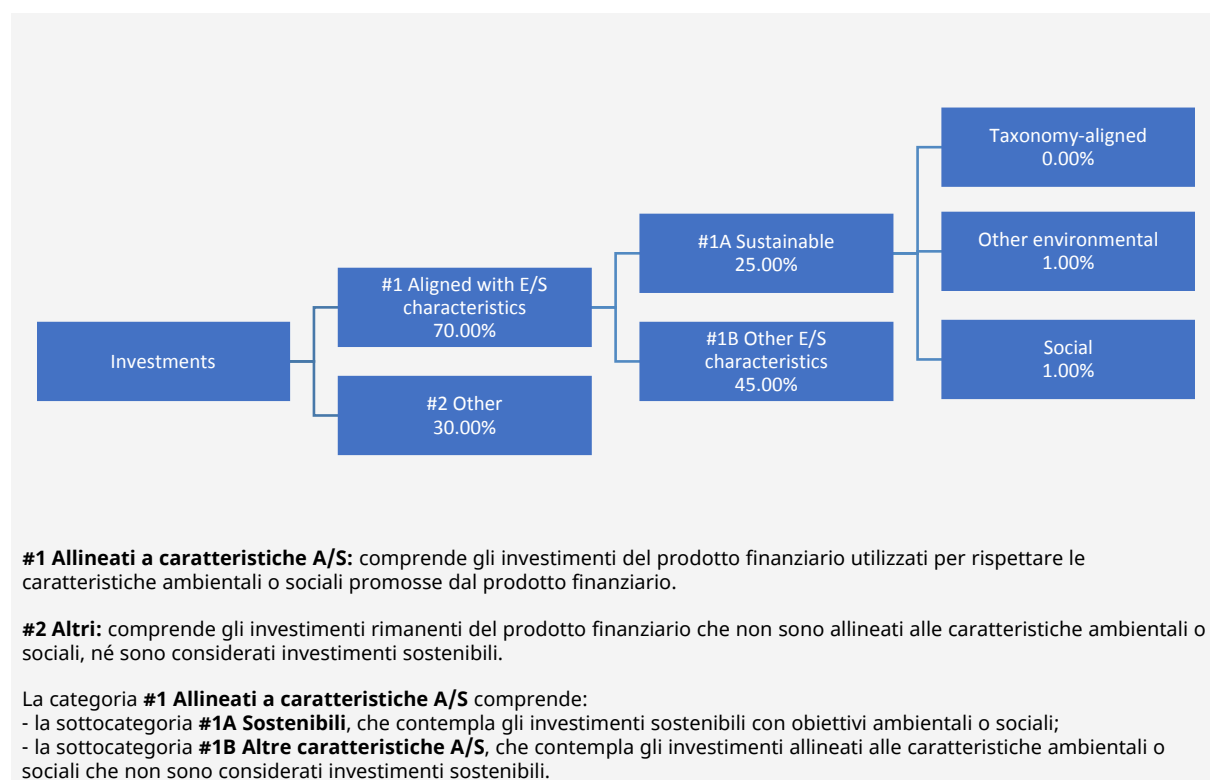 Investments
#1 Aligned with E/S
characteristics
70.00%
#2 Other
30.00%
#1A Sustainable
25.00%
#1B Other E/S
characteristics
45.00%
Taxonomy-aligned
0.00%
Other environmental
1.00%
Social
1.00%
#1 Allineati a caratteristiche A/S: comprende gli investimenti del prodotto finanziario utilizzati per rispettare le
caratteristiche ambientali o sociali promosse dal prodotto finanziario.
#2 Altri: comprende gli investimenti rimanenti del prodotto finanziario che non sono allineati alle caratteristiche ambientali o
sociali, né sono considerati investimenti sostenibili.
La categoria #1 Allineati a caratteristiche A/S comprende:
- la sottocategoria #1A Sostenibili, che contempla gli investimenti sostenibili con obiettivi ambientali o sociali;
- la sottocategoria #1B Altre caratteristiche A/S, che contempla gli investimenti allineati alle caratteristiche ambientali o
sociali che non sono considerati investimenti sostenibili.